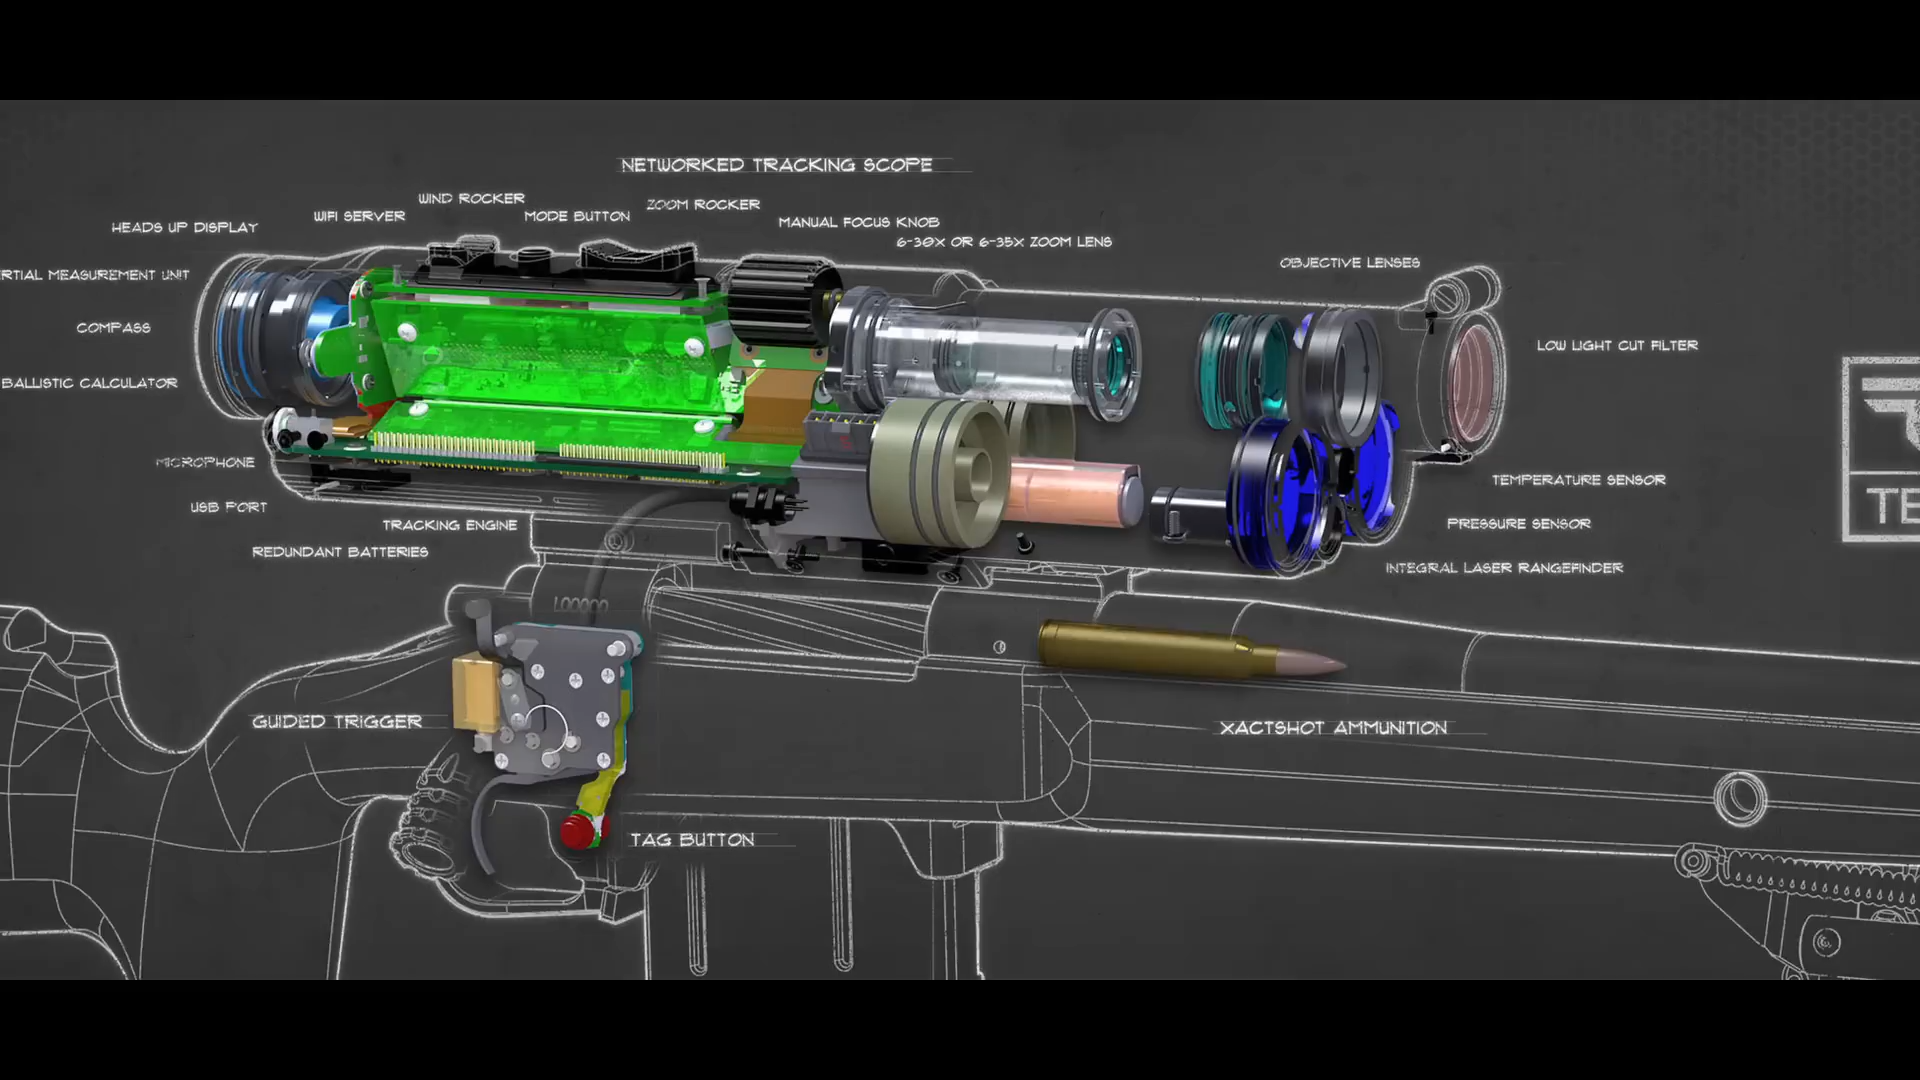 NETWORKED TRACKING SCOPE
WIND ROCKER
ZOOM ROCKER
WIFI SERVER
MODE BUTTON
MANUAL FOCUS KNOB
HEADS UP DISPLAY
6-30X OR 6-35X ZOOM LENS
OBJECTIVE LENSES
ERTIAL MEASUREMENT UNIT
COMPASS
LOW LIGHT CUT FILTER
BALLISTIC CALCULATOR
MICROPHONE
TEMPERATURE SENSOR
USB PORT
TE
TRACKING ENGINE
PRESSURE SENSOR
REDUNDANT BATTERIES
INTEGRAL LASER RANGEFINDER
L00000
GUIDED TRIGGER
XACTSHOT AMMUNITION
TAG BUTTON